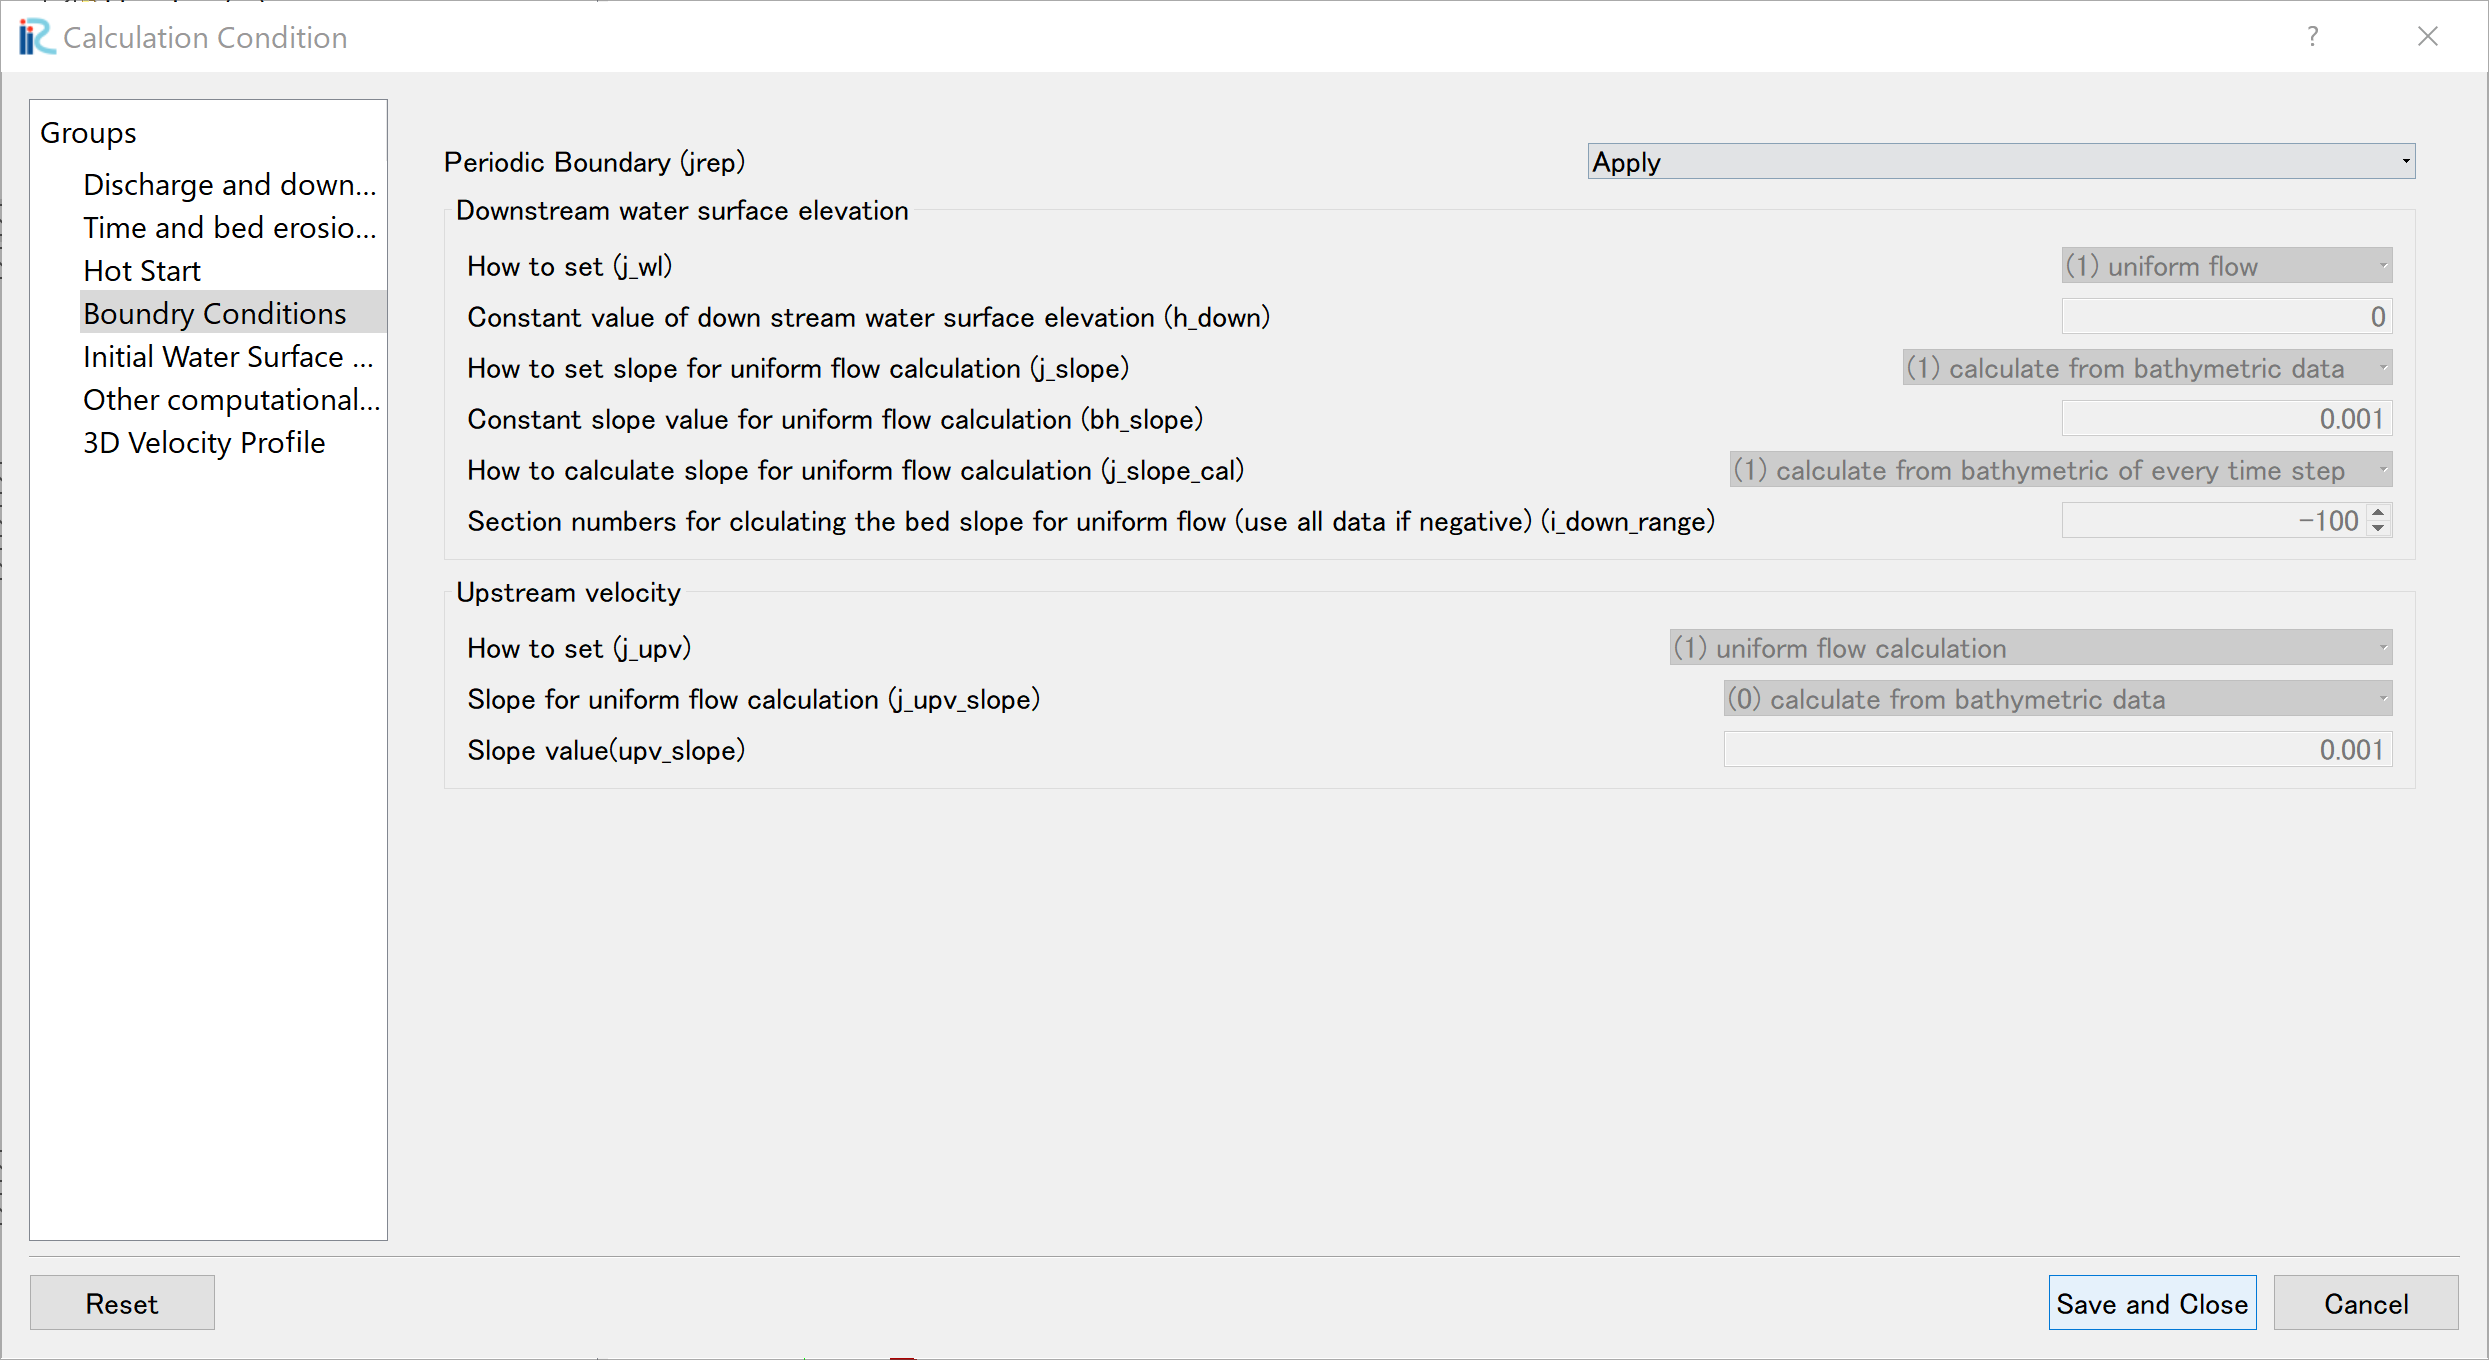 iRC Calculation Condition
Groups
Discharge and down...
Time and bed erosio...
Hot Start
Boundry Conditions
Initial Water Surface ...
Other computational...
3D Velocity Profile
Periodic Boundary (jrep) Apply
Downstream water surface elevation
How to set (j_wl) (1) uniform flow
Constant value of down stream water surface elevation (h_down) 0
How to set slope for uniform flow calculation (j_slope) (1) calculate from bathymetric data
Constant slope value for uniform flow calculation (bh_slope) 0.001
How to calculate slope for uniform flow calculation (j_slope_cal) (1) calculate from bathymetric of every time step
Section numbers for clculating the bed slope for uniform flow (use all data if negative) (i_down_range) -100
Upstream velocity
How to set (j_upv) (1) uniform flow calculation
Slope for uniform flow calculation (j_upv_slope) (0) calculate from bathymetric data
Slope value(upv_slope) 0.001
Reset Save and Close Cancel